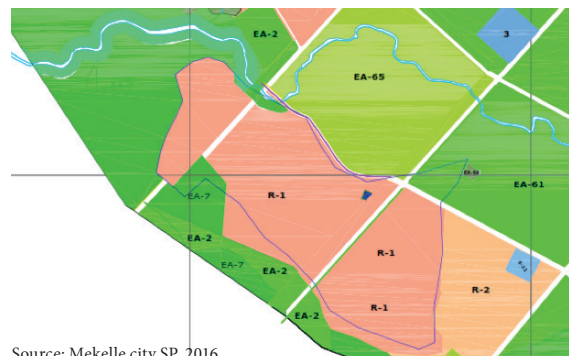 EA-2
3
EA-65
EA-61
EA-7
R-1
EA-2
R-1
EA-7
EA-2
R-2
R-1
EA-2
Source: Mekelle city SP, 2016